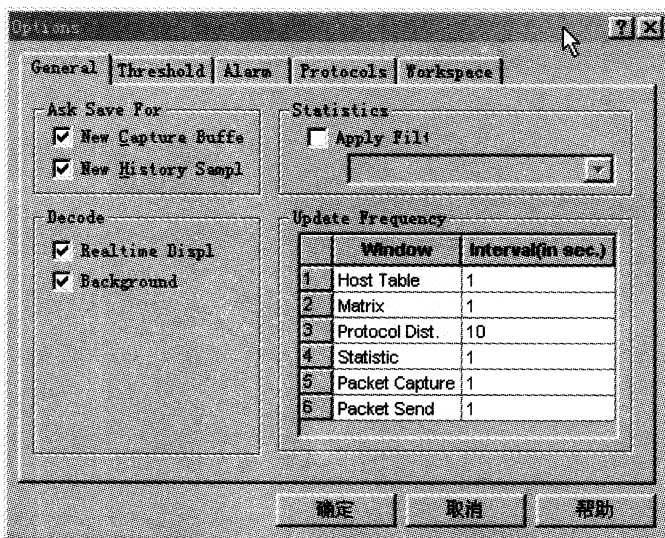 Options
General Threshold Alarm Protocols Workspace
Ask Save For
New Capture Buffe
New History Sampl
Statistics
Apply Filt
Decode
Realtime Displ
Background
Update Frequency
Window Interval(in sec.)
1 Host Table 1
2 Matrix 1
3 Protocol Dist. 10
4 Statistic 1
5 Packet Capture 1
6 Packet Send 1
确定 取消 帮助